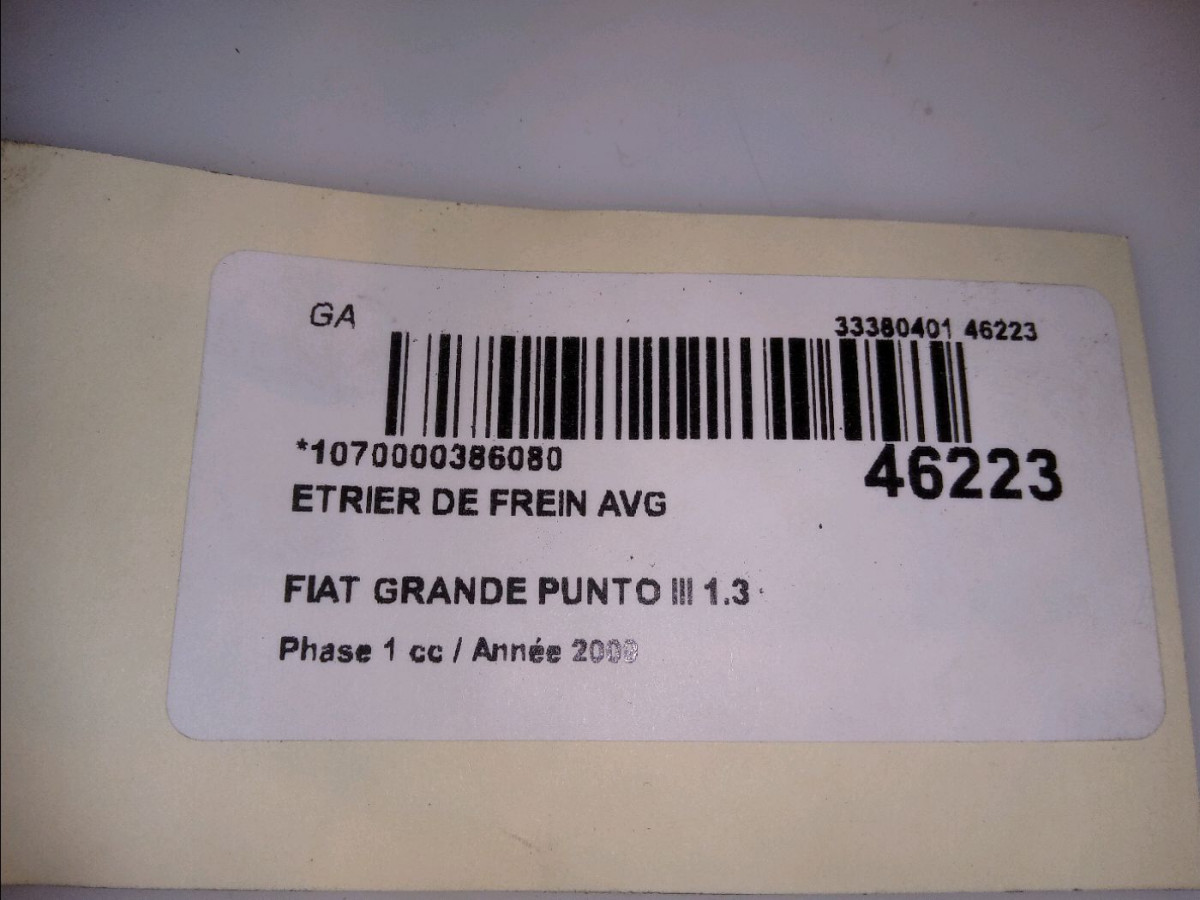 GA
33380401 46223
*1070000386080
46223
ETRIER DE FREIN AVG
FIAT GRANDE PUNTO III 1.3
Phase 1 cc / Année